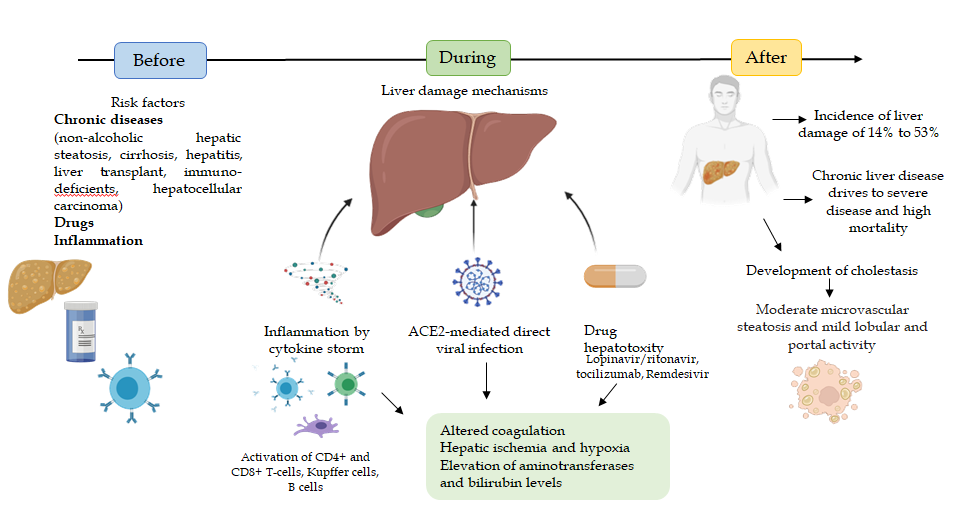 Before
During
After
Risk factors
Chronic diseases
(non-alcoholic hepatic
steatosis, cirrhosis, hepatitis,
liver transplant, immuno-
deficients, hepatocellular
carcinoma)
Drugs
Inflammation
Rx
Liver damage mechanisms
Inflammation by
cytokine storm
Activation of CD4+ and
CD8+ T-cells, Kupffer cells,
B cells
ACE2-mediated direct
viral infection
Drug
hepatotoxity
Lopinavir/ritonavir,
tocilizumab, Remdesivir
Altered coagulation
Hepatic ischemia and hypoxia
Elevation of aminotransferases
and bilirubin levels
Incidence of liver
damage of 14% to 53%
Chronic liver disease
drives to severe
disease and high
mortality
Development of cholestasis
Moderate microvascular
steatosis and mild lobular and
portal activity